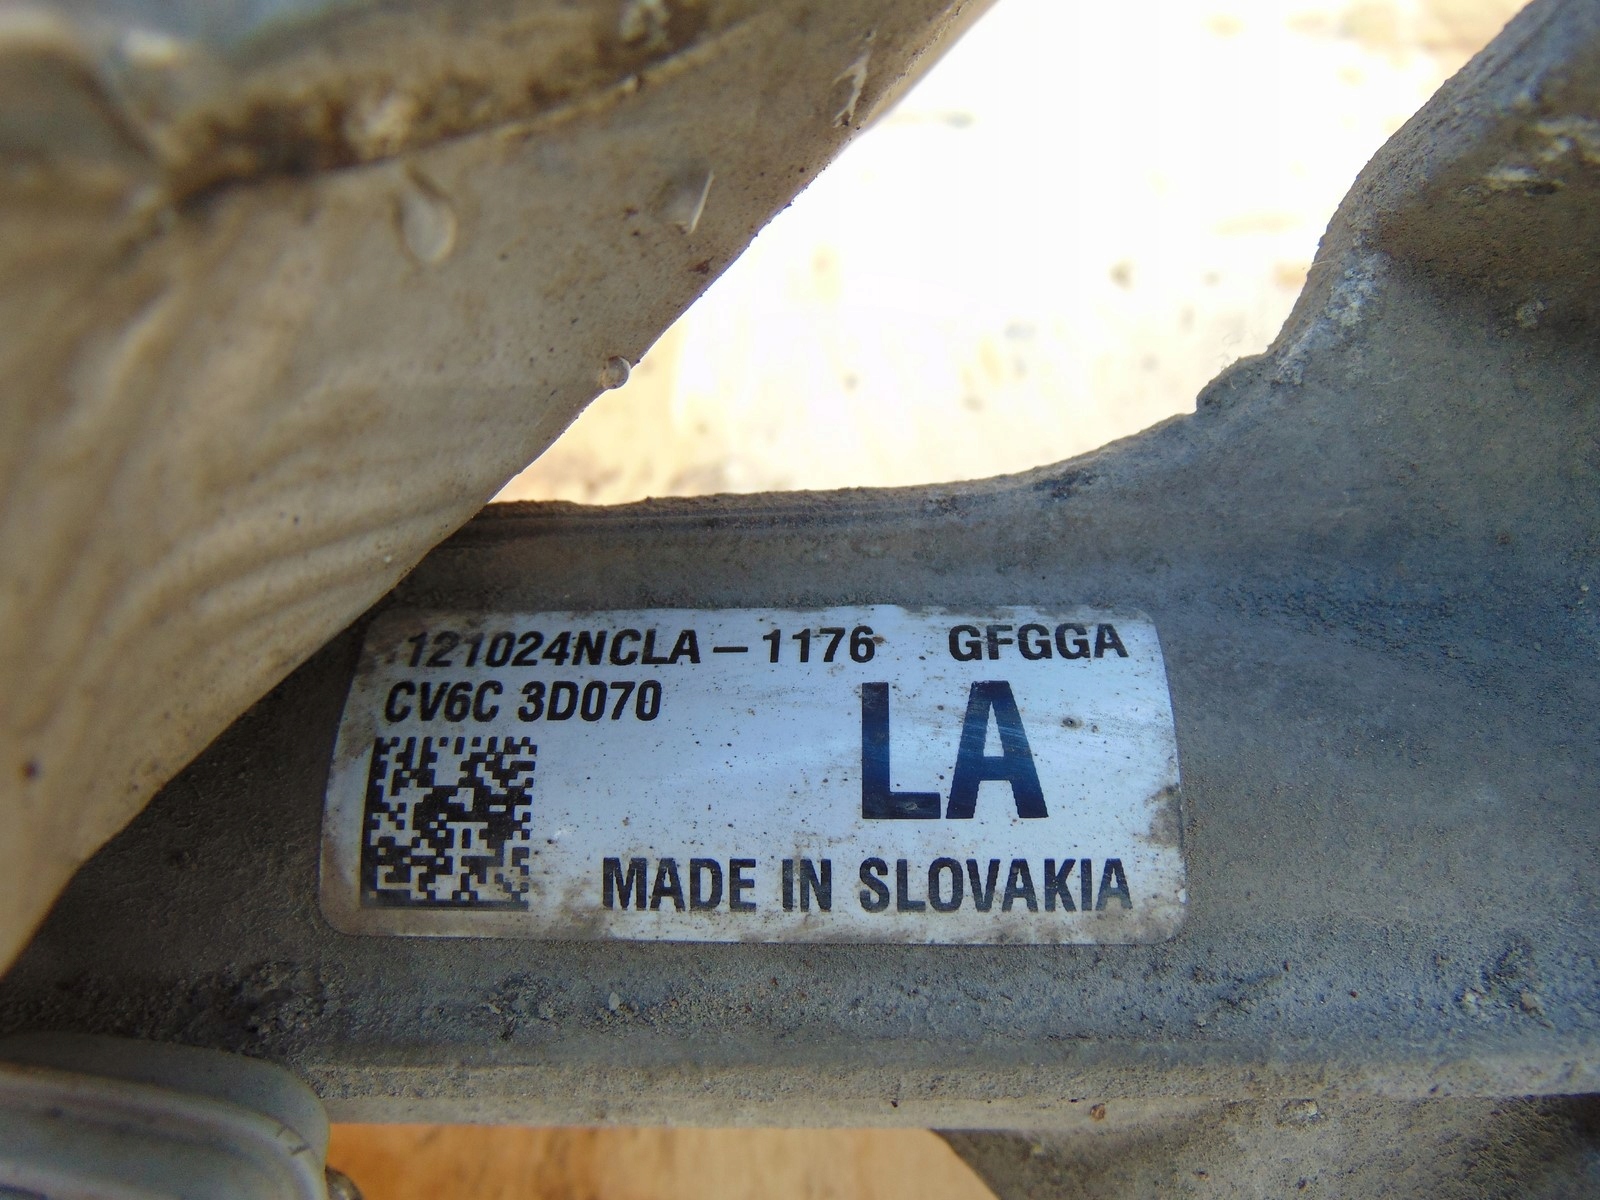 121024NCLA-1176 GFGGA
CV6C 3D070
LA
MADE IN SLOVAKIA